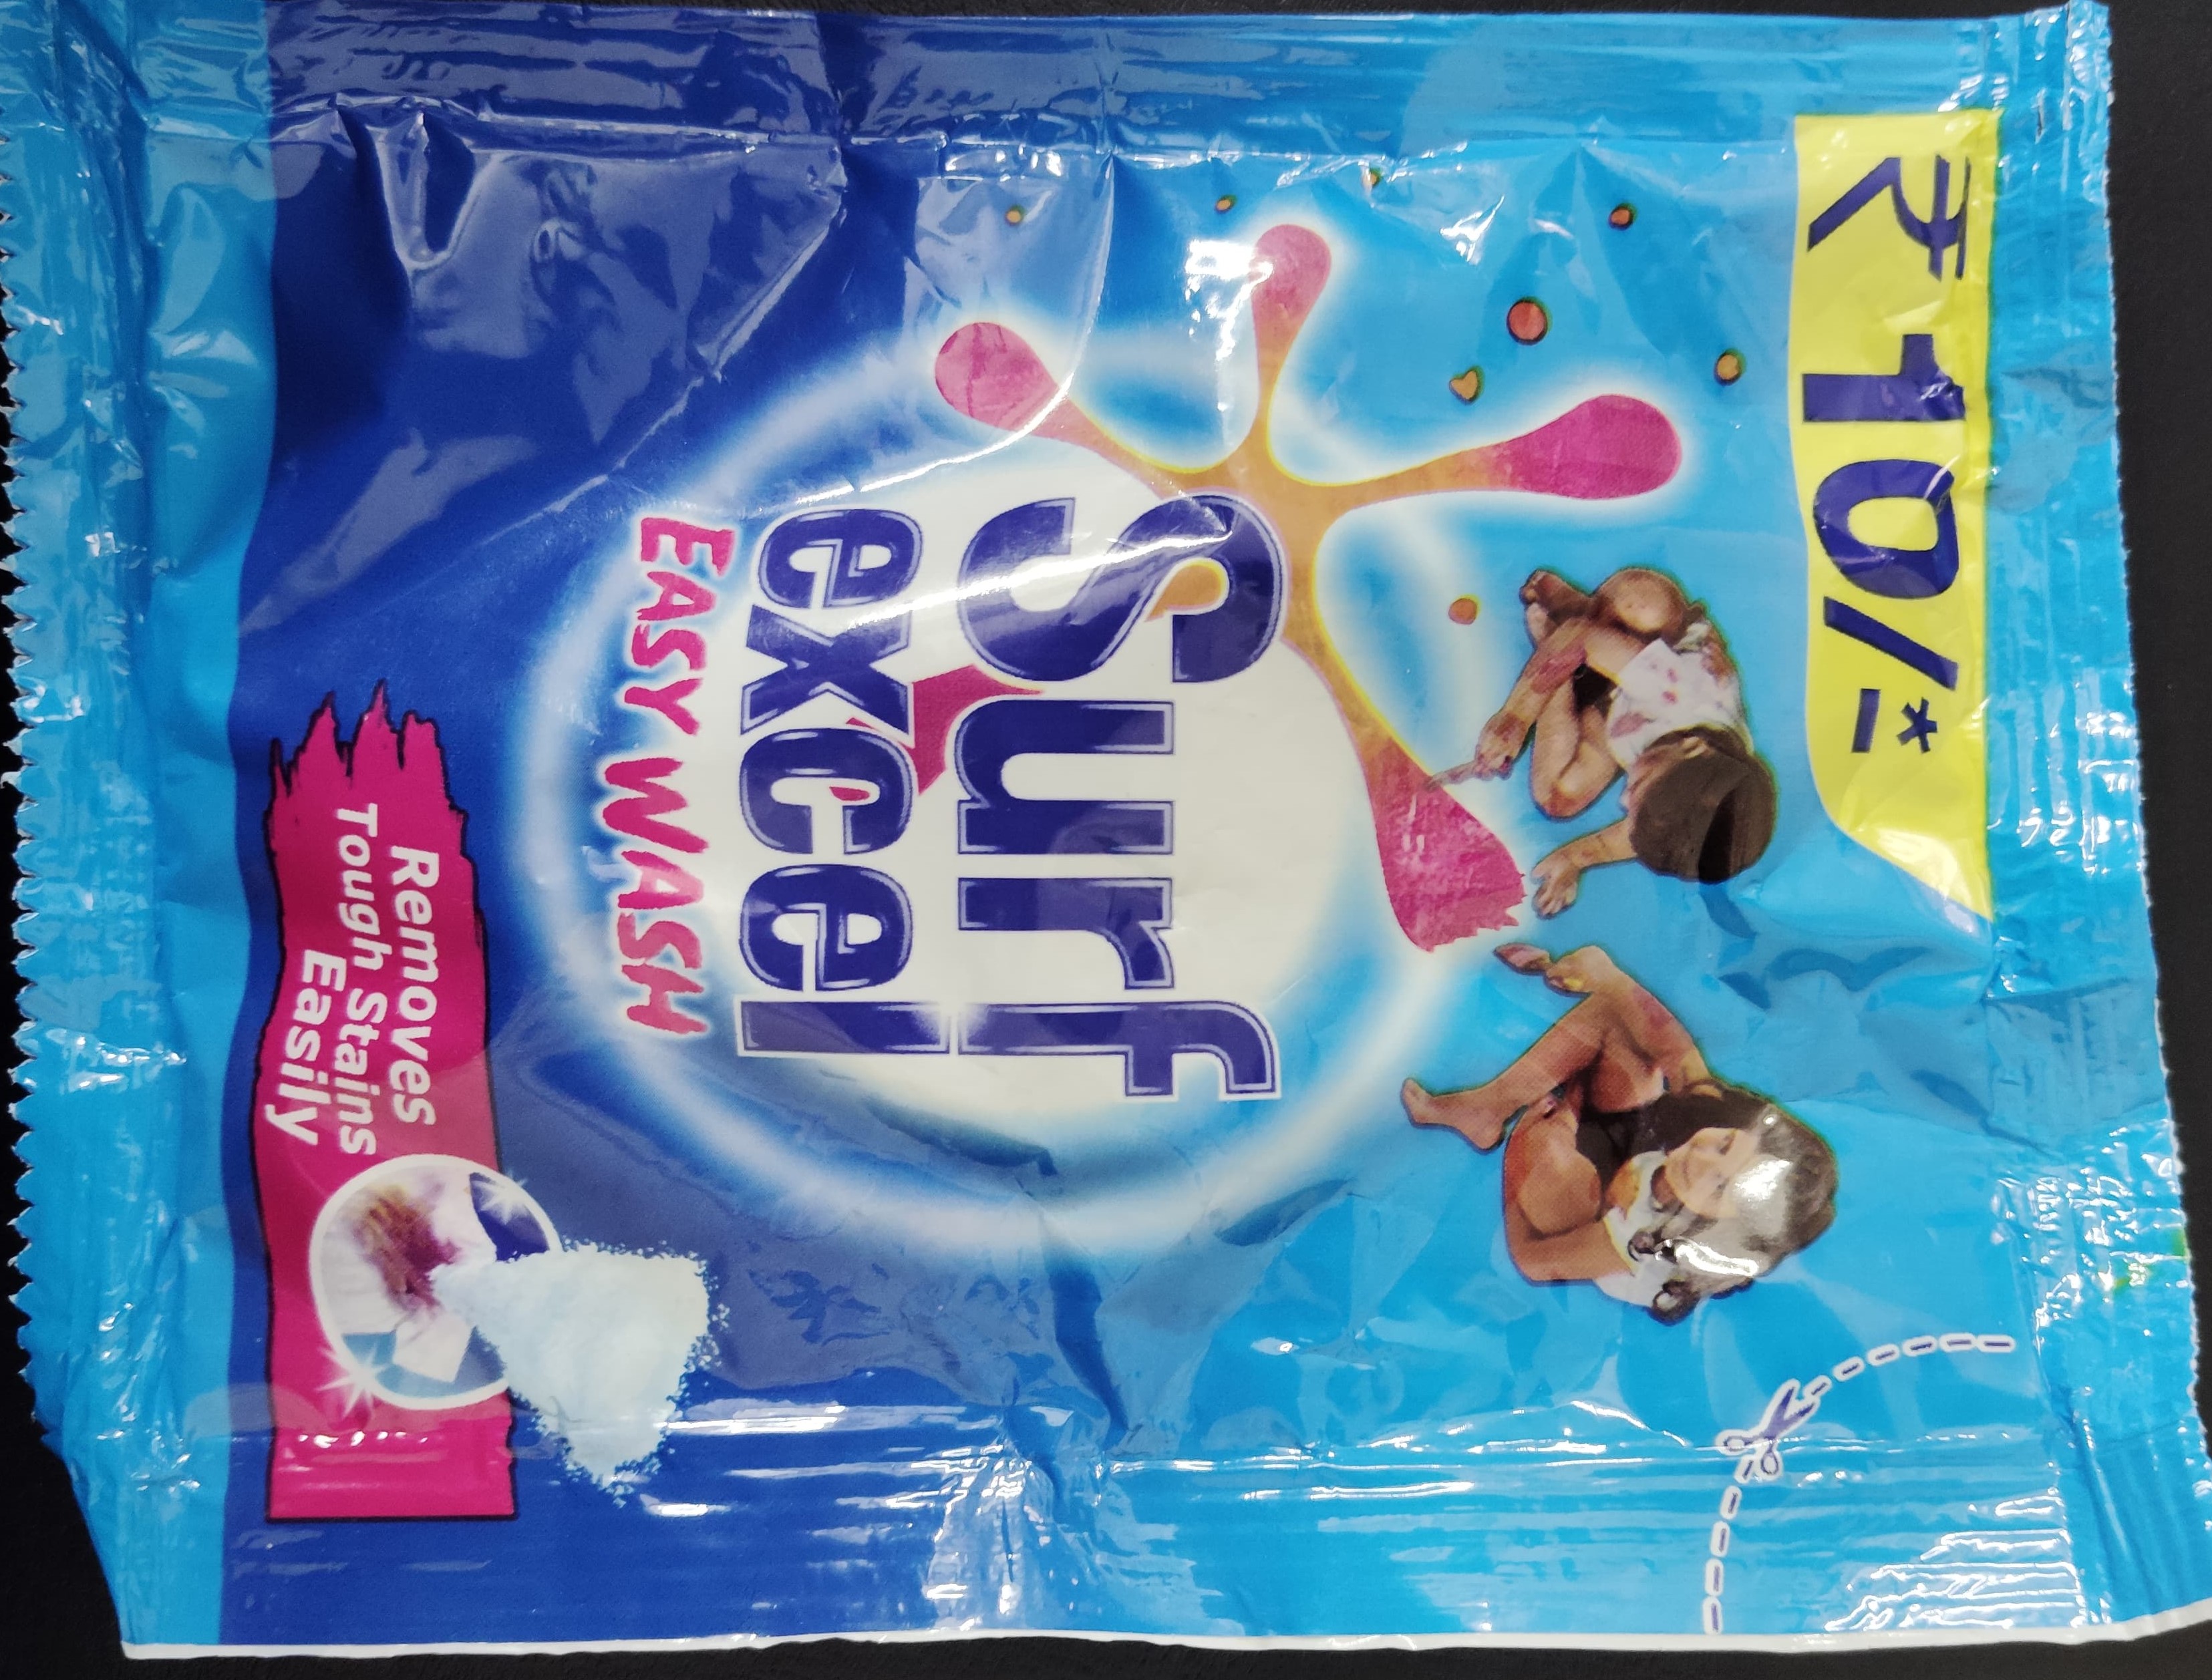 ₹10/-*
Surf
excel
EASY WASH
Removes
Tough Stains
Easily